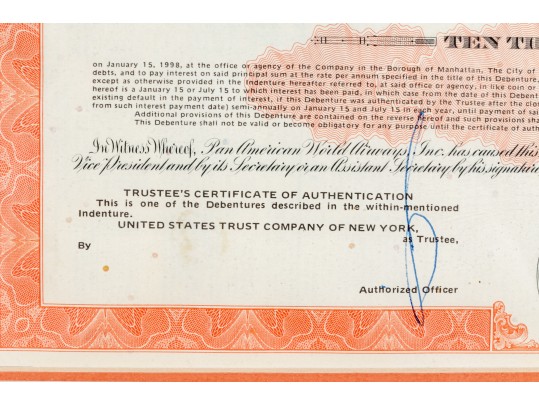 TEN
on January 15, 1998, at the office or agency of the Company in the Borough of Manhattan, The City of
debts, and to pay interest on said principal sum at the rate per annum specified in the title of this Debenture,
except as otherwise provided in the Indenture hereafter referred to, at said office or agency, in like coin or
hereof is a January 15 or July 15 to which interest has been paid, in which case from the date of this Debent
existing default in the payment of interest, if this Debenture was authenticated by the Trustee after the clo
from such interest payment date) semi-annually on January 15 and July 15 in each year, until payment of sai
Additional provisions of this Debenture are contained on the reverse hereof and such provisions sha
This Debenture shall not be valid or become obligatory for any purpose until the certificate of auth
In Witness Whereof, Pan American World Airways, Inc. has caused this
Vice President and by its Secretary or an Assistant Secretary by his signatur
TRUSTEE'S CERTIFICATE OF AUTHENTICATION
This is one of the Debentures described in the within-mentioned
Indenture.
UNITED STATES TRUST COMPANY OF NEW YORK,
as Trustee,
By
Authorized Officer